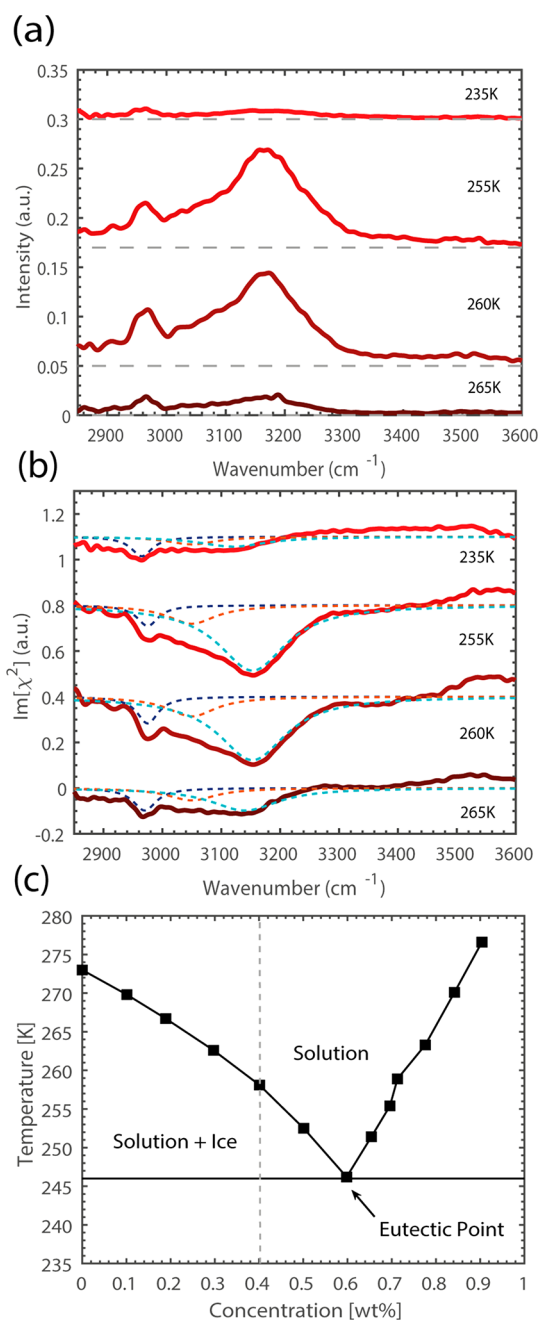 (a)
0.35
0.3
0.25
0.2
0.15
0.1
0.05
0
Intensity (a.u.)
235K
255K
260K
265K
2900 3000 3100 3200 3300 3400 3500 3600
Wavenumber (cm -1)
(b)
1.2
1
0.8
0.6
0.4
0.2
0
-0.2
Im[χ2] (a.u.)
235K
255K
260K
265K
2900 3000 3100 3200 3300 3400 3500 3600
Wavenumber (cm -1)
(c)
280
275
270
265
260
255
250
245
240
235
Temperature [K]
Solution
Solution + Ice
Eutectic Point
0 0.1 0.2 0.3 0.4 0.5 0.6 0.7 0.8 0.9 1
Concentration [wt%]